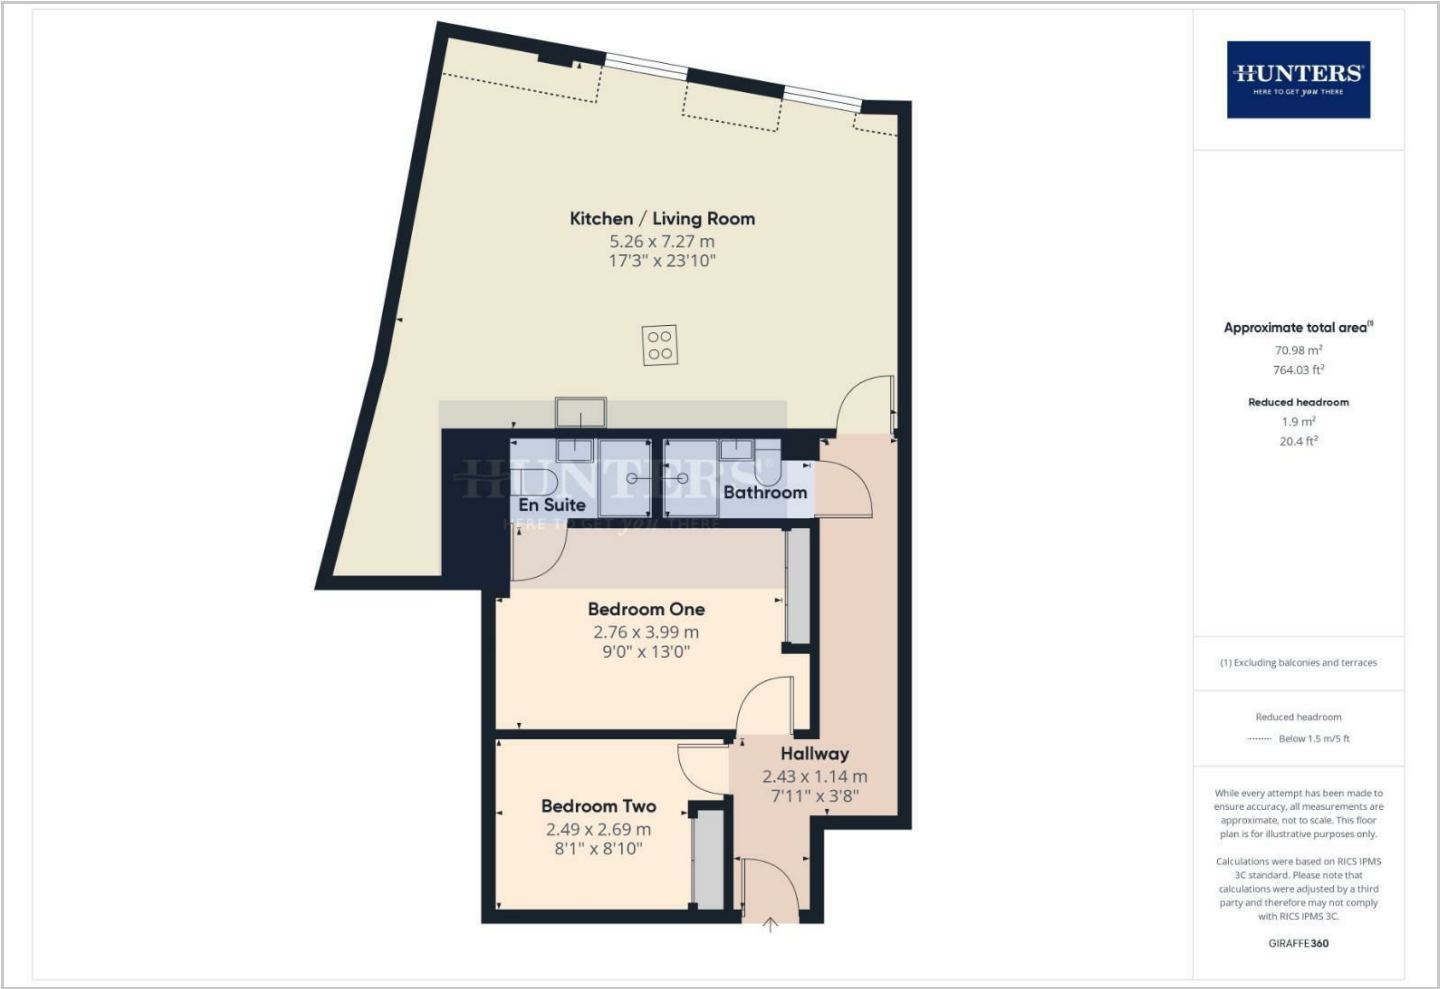 Kitchen / Living Room
5.26 x 7.27 m
17'3" x 23'10"
HUNTERS®
HERE TO GET you THERE
En Suite
Bathroom
Bedroom One
2.76 x 3.99 m
9'0" x 13'0"
Hallway
2.43 x 1.14 m
7'11" x 3'8"
Bedroom Two
2.49 x 2.69 m
8'1" x 8'10"
HUNTERS®
HERE TO GET you THERE
Approximate total area(1)
70.98 m²
764.03 ft²
Reduced headroom
1.9 m²
20.4 ft²
(1) Excluding balconies and terraces
Reduced headroom
Below 1.5 m/5 ft
While every attempt has been made to
ensure accuracy, all measurements are
approximate, not to scale. This floor
plan is for illustrative purposes only.
Calculations were based on RICS IPMS
3C standard. Please note that
calculations were adjusted by a third
party and therefore may not comply
with RICS IPMS 3C.
GIRAFFE360